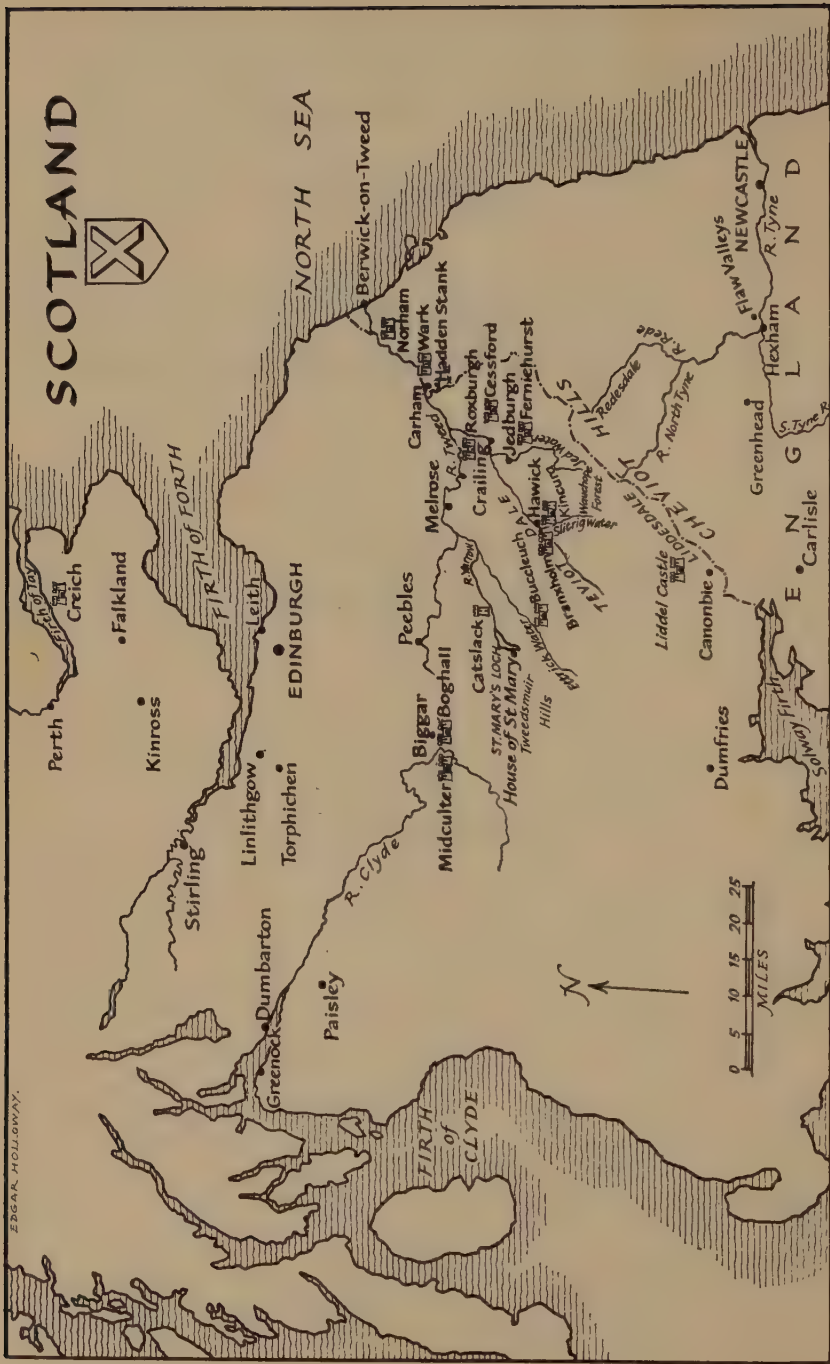 EDGAR HOLLOWAY.
SCOTLAND
NORTH SEA
Perth
Firth of Tay
Creich
Falkland
Kinross
FIRTH of FORTH
Stirling
Linlithgow
Torphichen
Leith
EDINBURGH
Dumbarton
Greenock
Paisley
R. Clyde
FIRTH
of
CLYDE
Berwick-on-Tweed
Norham
Wark
Hadden Stank
Carham
R. Tweed
Roxburgh
Cessford
Melrose
Crailing
Jedburgh
Ferniehurst
Peebles
Biggar
Boghall
Midculter
Catslack
R. Yarrow
ST. MARY'S LOCH
House of St Mary
Tweedsmuir
Hills
Buccleuch
Branxholm
Hawick
Slitrig Water
Wauchope
Forest
Jed Water
TEVIOT
DALE
CHEVIOT
HILLS
Redesdale
R. Rede
R. North Tyne
LIDDESDALE
Liddel Castle
Canonbie
Dumfries
Solway Firth
Carlisle
Greenhead
Hexham
Flaw Valleys
NEWCASTLE
R. Tyne
S. Tyne
ENGLAND
N
0 5 10 15 20 25
MILES